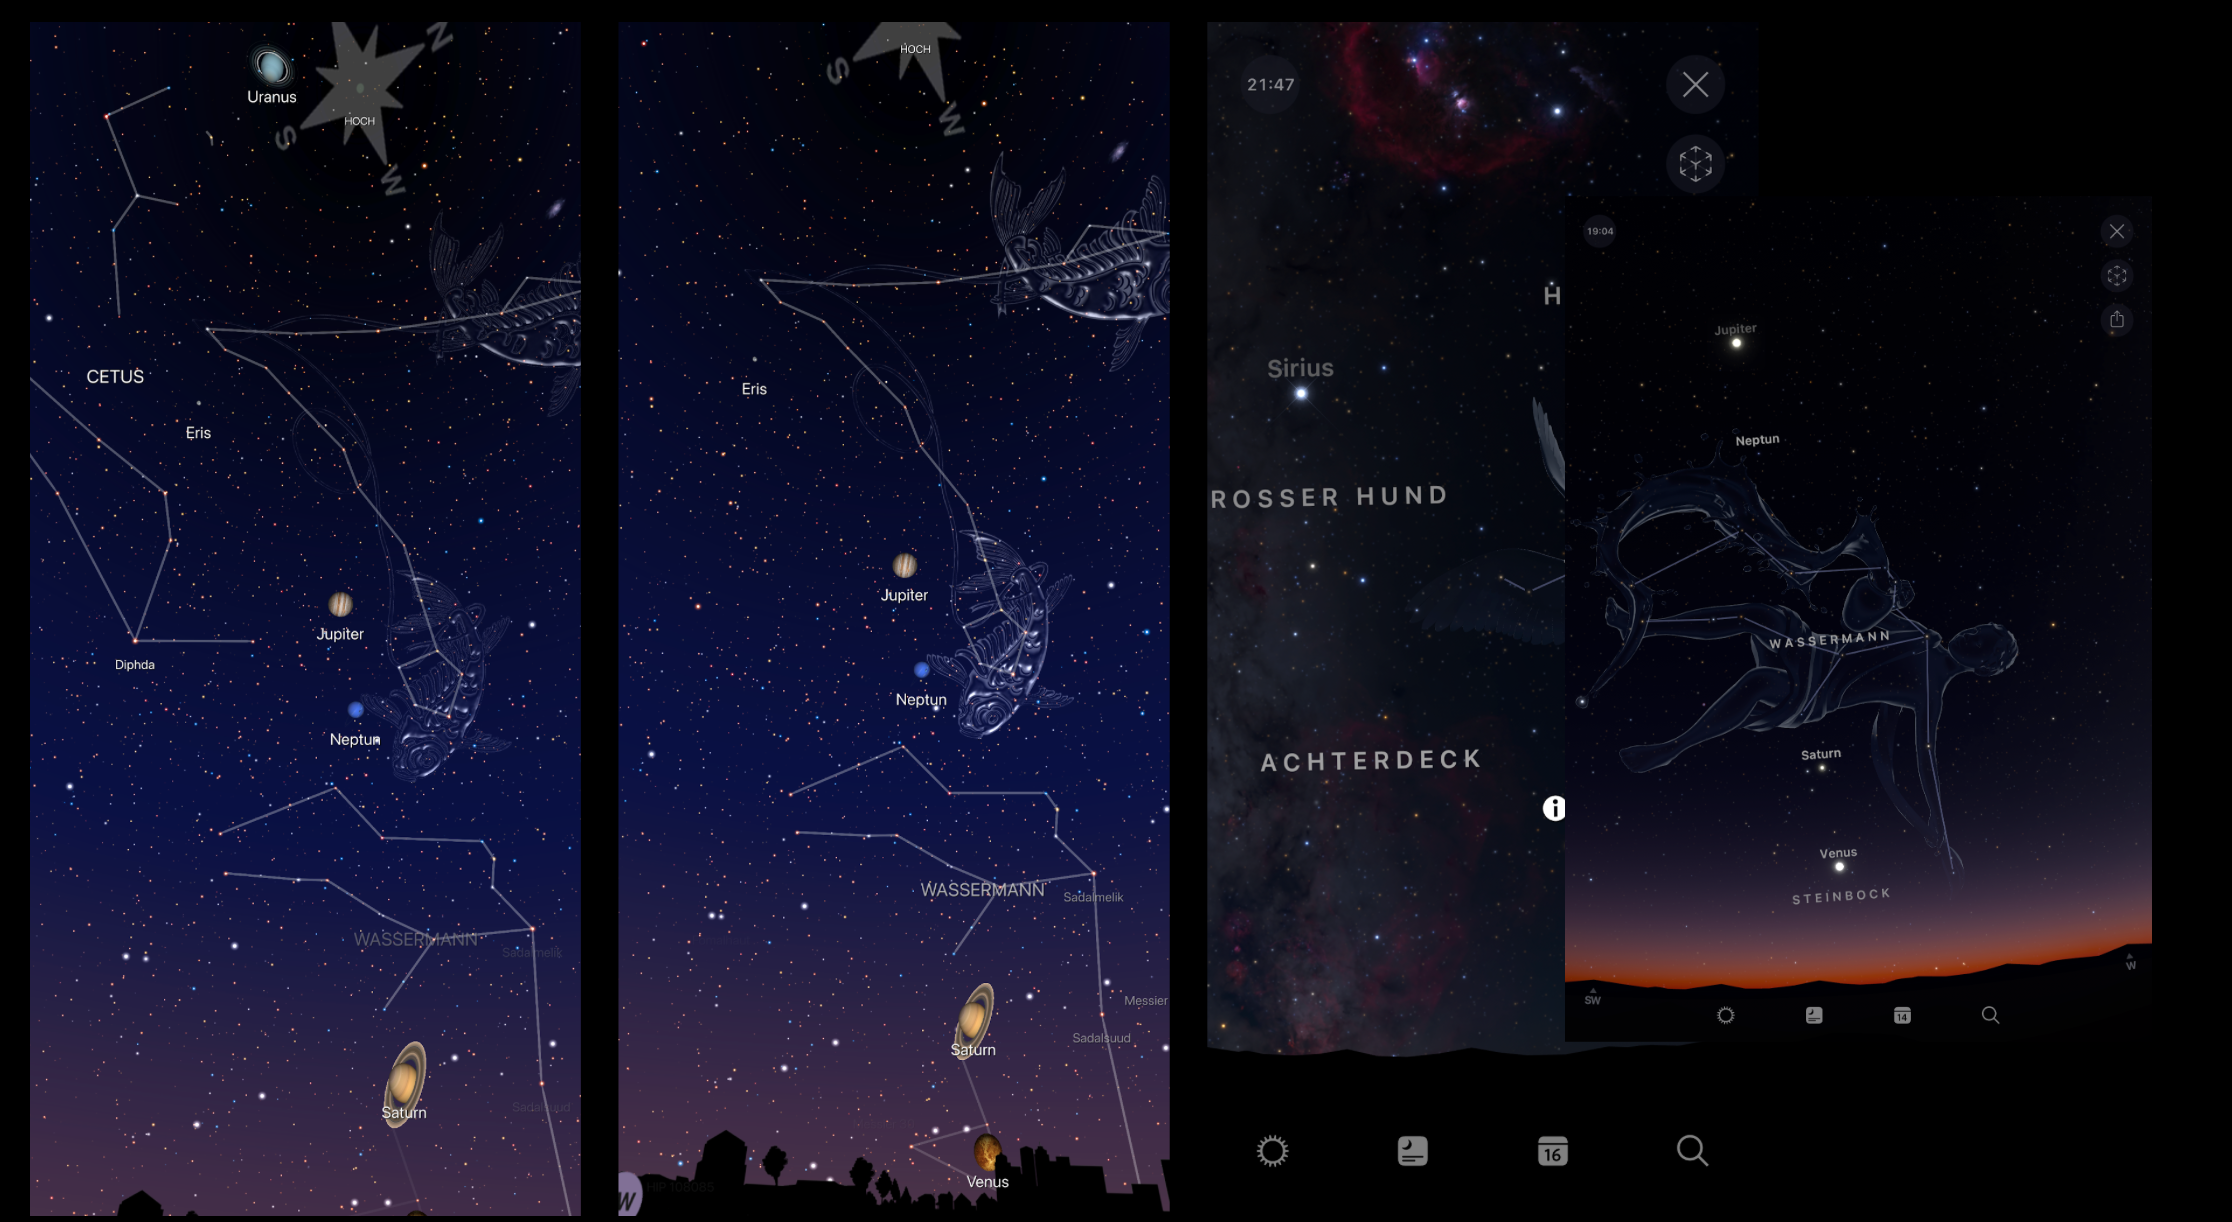 N
Uranus
HOCH
S
W
CETUS
Eris
Jupiter
Diphda
Neptun
WASSERMANN
Sadalmelik
Sadalsuud
Saturn
HOCH
S
W
Eris
Jupiter
Neptun
WASSERMANN
Sadalmelik
Messier
Sadalsuud
Saturn
Venus
W
HIP 108085
21:47
H
Sirius
ROSSER HUND
ACHTERDECK
i
16
19:04
Jupiter
Neptun
WASSERMANN
Saturn
Venus
STEINBOCK
W
SW
14